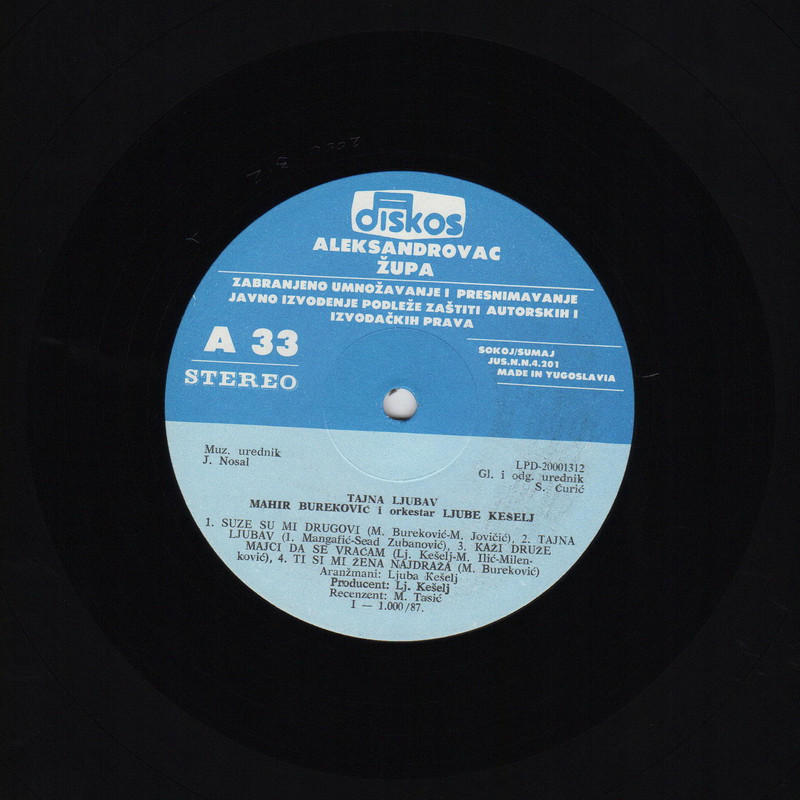 diskos
ALEKSANDROVAC
ŽUPA
ZABRANJENO UMNOŽAVANJE I PRESNIMAVANJE
JAVNO IZVOĐENJE PODLEŽE ZAŠTITI AUTORSKIH I
IZVOĐAČKIH PRAVA
A 33
STEREO
SOKOJ/SUMAJ
JUS.N.N.4.201
MADE IN YUGOSLAVIA
Muz. urednik
J. Nosal
LPD-20001312
Gl. i odg. urednik
S. Ćurić
TAJNA LJUBAV
MAHIR BUREKOVIĆ i orkestar LJUBE KEŠELJ
1. SUZE SU MI DRUGOVI (M. Bureković-M. Jovičić), 2. TAJNA
LJUBAV (I. Mangafić-Sead Zubanović), 3. KAŽI DRUŽE
MAJCI DA SE VRAĆAM (Lj. Kešelj-M. Ilić-Milen-
ković), 4. TI SI MI ŽENA NAJDRAŽA (M. Bureković)
Aranžmani: Ljuba Kešelj
Producent: Lj. Kešelj
Recenzent: M. Tasić
I — 1.000/87.